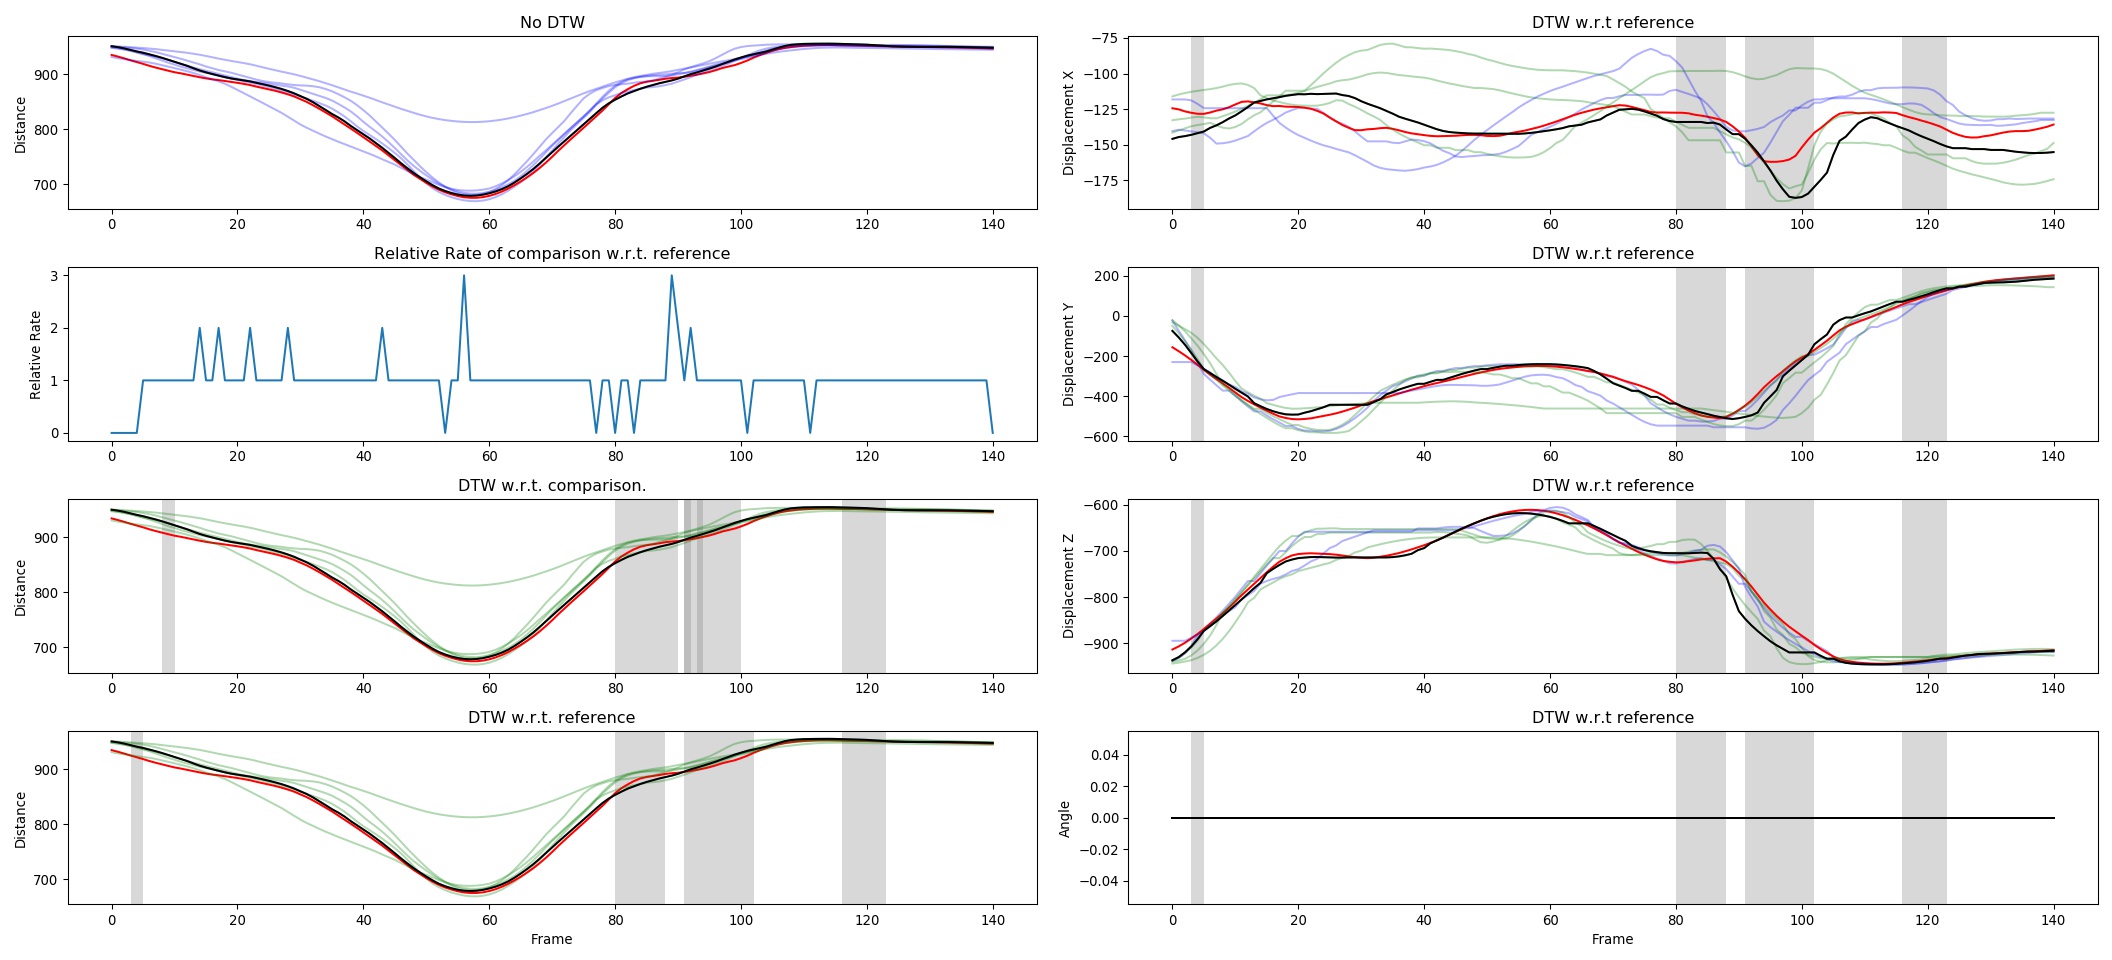 No DTW
900
800
700
Distance
0 20 40 60 80 100 120 140
Relative Rate of comparison w.r.t. reference
3
2
1
0
Relative Rate
0 20 40 60 80 100 120 140
DTW w.r.t. comparison.
900
800
700
Distance
0 20 40 60 80 100 120 140
DTW w.r.t. reference
900
800
700
Distance
0 20 40 60 80 100 120 140
Frame
DTW w.r.t reference
−75
−100
−125
−150
−175
Displacement X
0 20 40 60 80 100 120 140
DTW w.r.t reference
200
0
−200
−400
−600
Displacement Y
0 20 40 60 80 100 120 140
DTW w.r.t reference
−600
−700
−800
−900
Displacement Z
0 20 40 60 80 100 120 140
DTW w.r.t reference
0.04
0.02
0.00
−0.02
−0.04
Angle
0 20 40 60 80 100 120 140
Frame